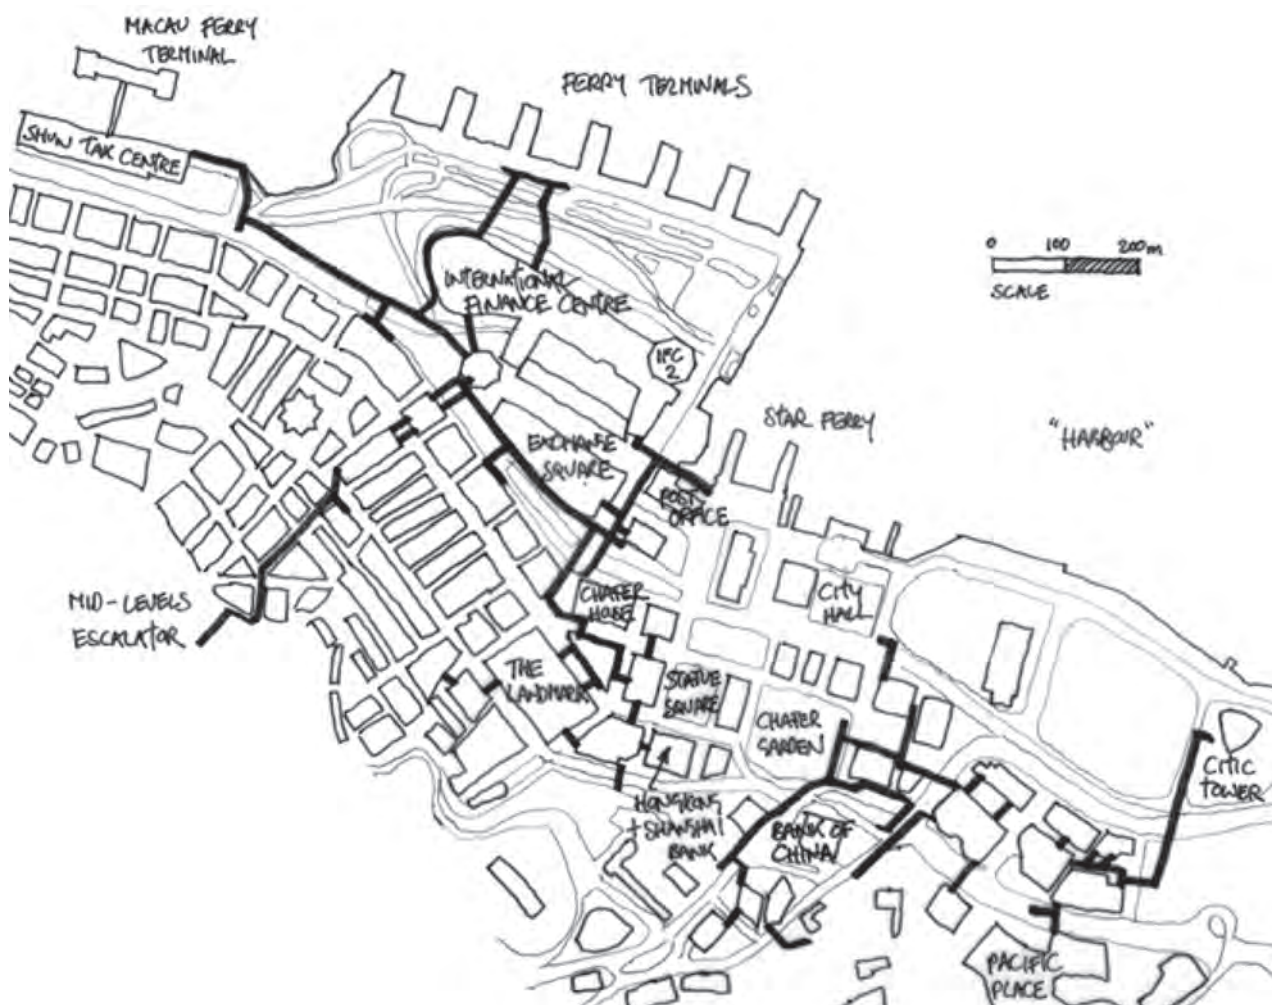 MACAU FERRY
TERMINAL
FERRY TERMINALS
SHUN TAK CENTRE
0 100 200m
SCALE
INTERNATIONAL
FINANCE CENTRE
IFC
2
STAR FERRY
"HARBOUR"
EXCHANGE
SQUARE
POST
OFFICE
MID-LEVELS
ESCALATOR
CHATER
HOUSE
CITY
HALL
THE
LANDMARK
STATUE
SQUARE
CHATER
GARDEN
CITIC
TOWER
HONGKONG
+ SHANGHAI
BANK
BANK OF
CHINA
PACIFIC
PLACE